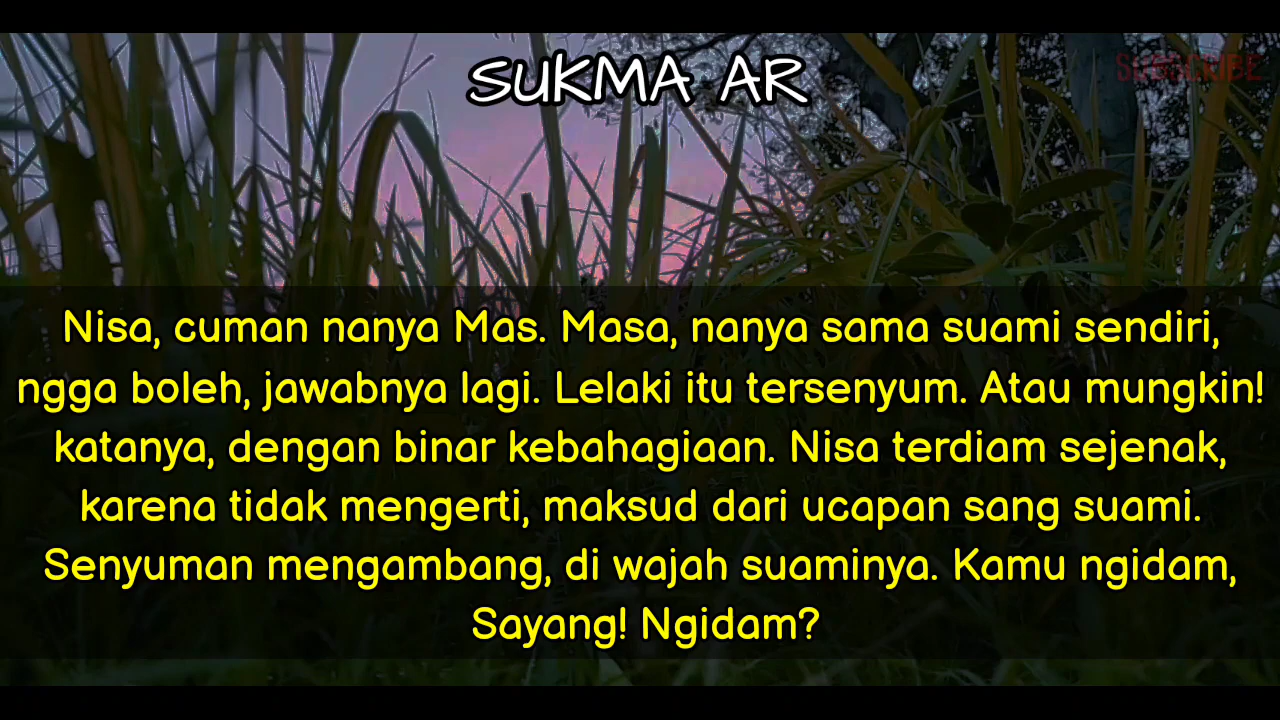 SUKMA AR
SUBSCRIBE
Nisa, cuman nanya Mas. Masa, nanya sama suami sendiri,
ngga boleh, jawabnya lagi. Lelaki itu tersenyum. Atau mungkin!
katanya, dengan binar kebahagiaan. Nisa terdiam sejenak,
karena tidak mengerti, maksud dari ucapan sang suami.
Senyuman mengambang, di wajah suaminya. Kamu ngidam,
Sayang! Ngidam?